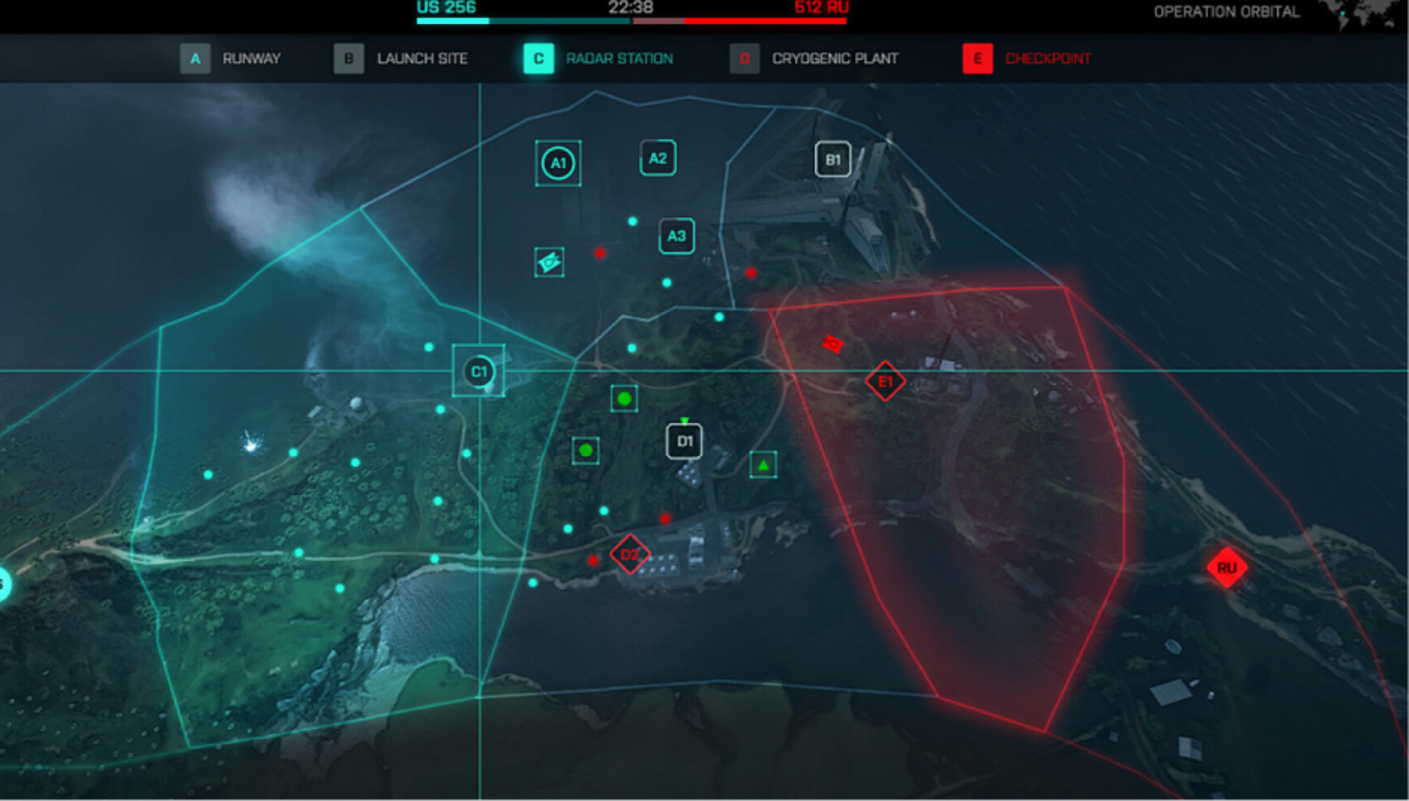 US 256 22:38 512 RU
OPERATION ORBITAL
A RUNWAY B LAUNCH SITE C RADAR STATION D CRYOGENIC PLANT E CHECKPOINT
A1 A2 B1
A3
C1 E1
D1
D2 RU